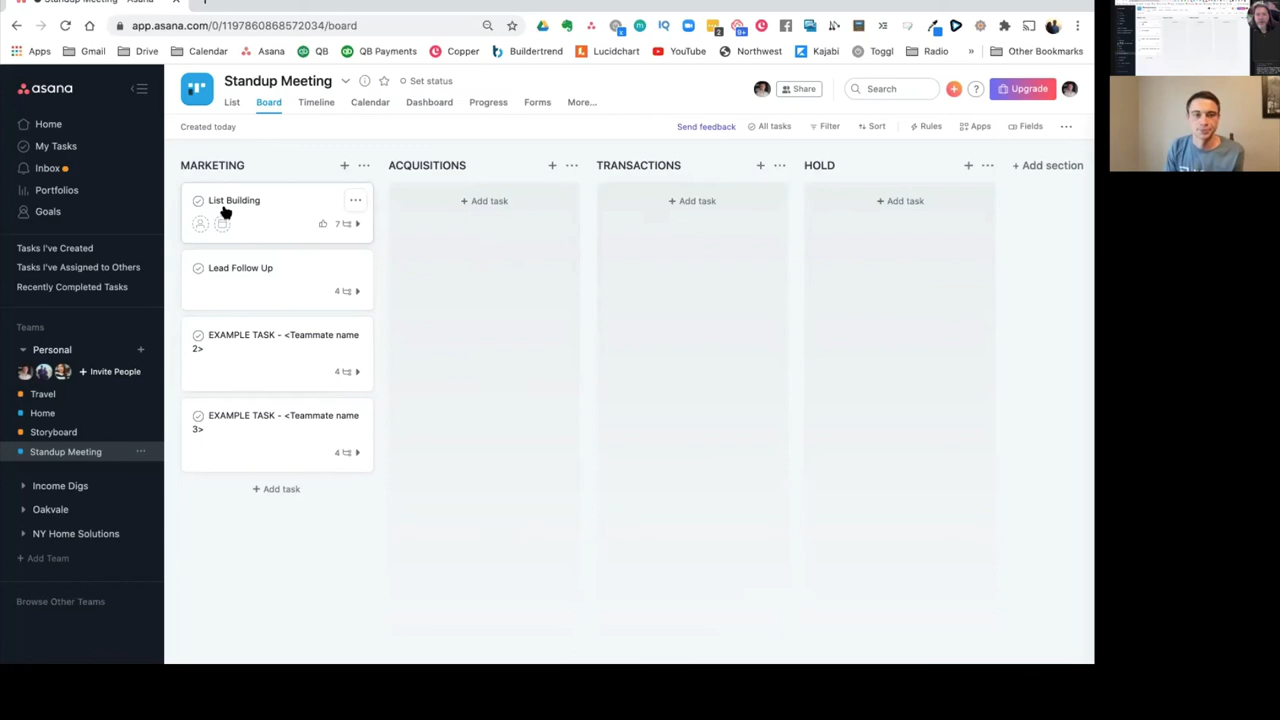 Standup Meeting - Asana
app.asana.com/0/1197860868572034/board
Apps Gmail Drive Calendar Asana QB QB Payments Copper Buildertrend Lucidchart YouTube Northwest Kajabi Toggl Radio » Other Bookmarks
asana
Home
My Tasks
Inbox
Portfolios
Goals
Tasks I've Created
Tasks I've Assigned to Others
Recently Completed Tasks
Teams
Personal
Invite People
Travel
Home
Storyboard
Standup Meeting
Income Digs
Oakvale
NY Home Solutions
+ Add Team
Browse Other Teams
Standup Meeting Set status Share Search ? Upgrade
List Board Timeline Calendar Dashboard Progress Forms More...
Created today Send feedback All tasks Filter Sort Rules Apps Fields
MARKETING ACQUISITIONS TRANSACTIONS HOLD + Add section
List Building
7
+ Add task + Add task + Add task
Lead Follow Up
4
EXAMPLE TASK - <Teammate name
2>
4
EXAMPLE TASK - <Teammate name
3>
4
+ Add task